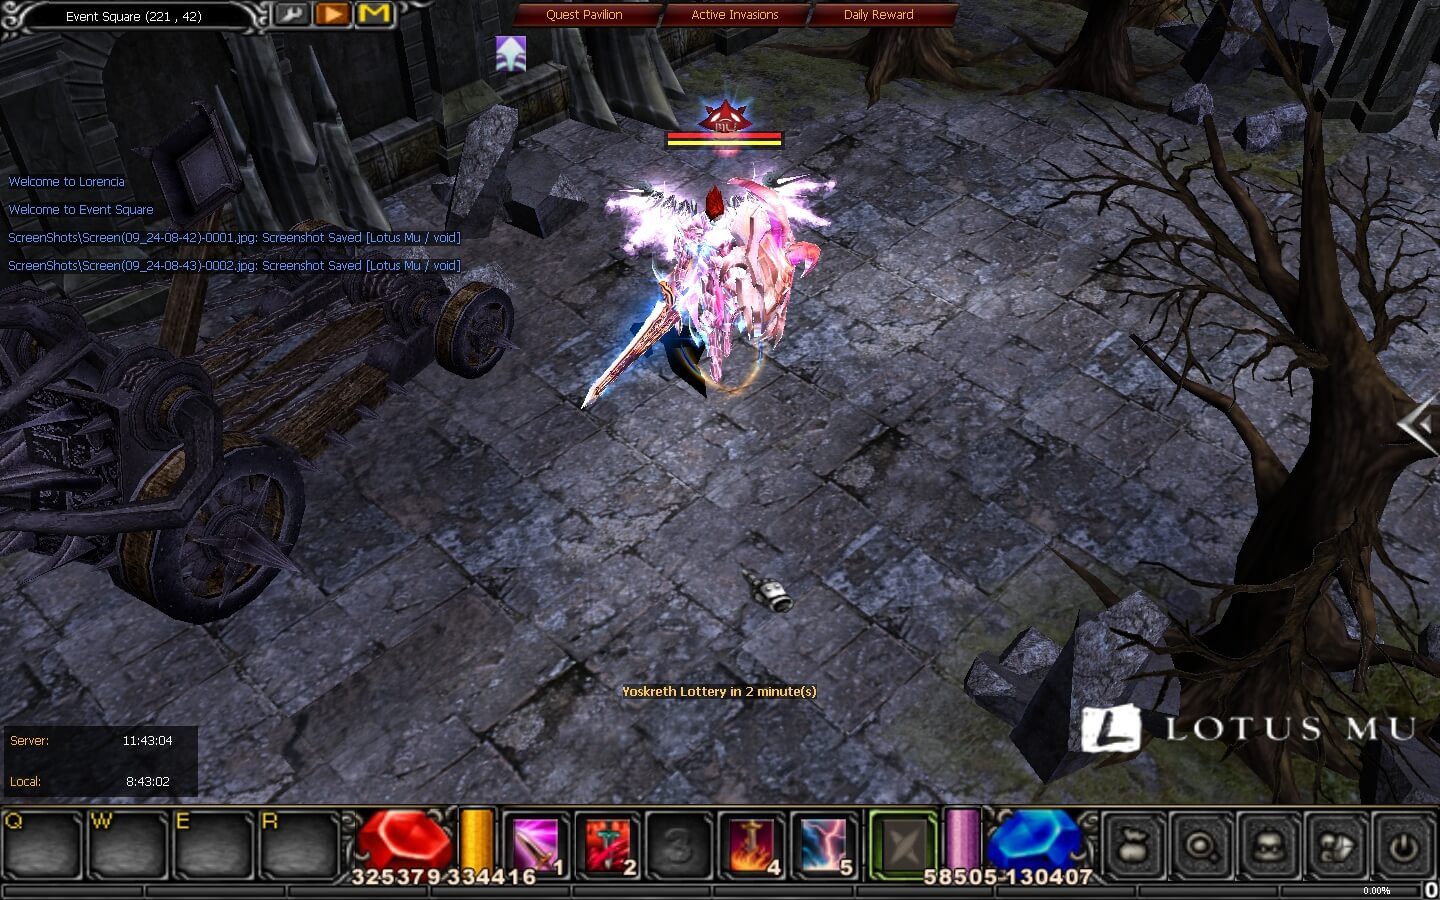 Event Square (221 , 42)
Quest Pavilion
Active Invasions
Daily Reward
MU
Welcome to Lorencia
Welcome to Event Square
ScreenShots\Screen(09_24-08-42)-0001.jpg: Screenshot Saved [Lotus Mu / void]
ScreenShots\Screen(09_24-08-43)-0002.jpg: Screenshot Saved [Lotus Mu / void]
Yoskreth Lottery in 2 minute(s)
L LOTUS MU
Server: 11:43:04
Local: 8:43:02
Q W E R
1 2 3 4 5
325379 334416 58505 130407
0.00% 0